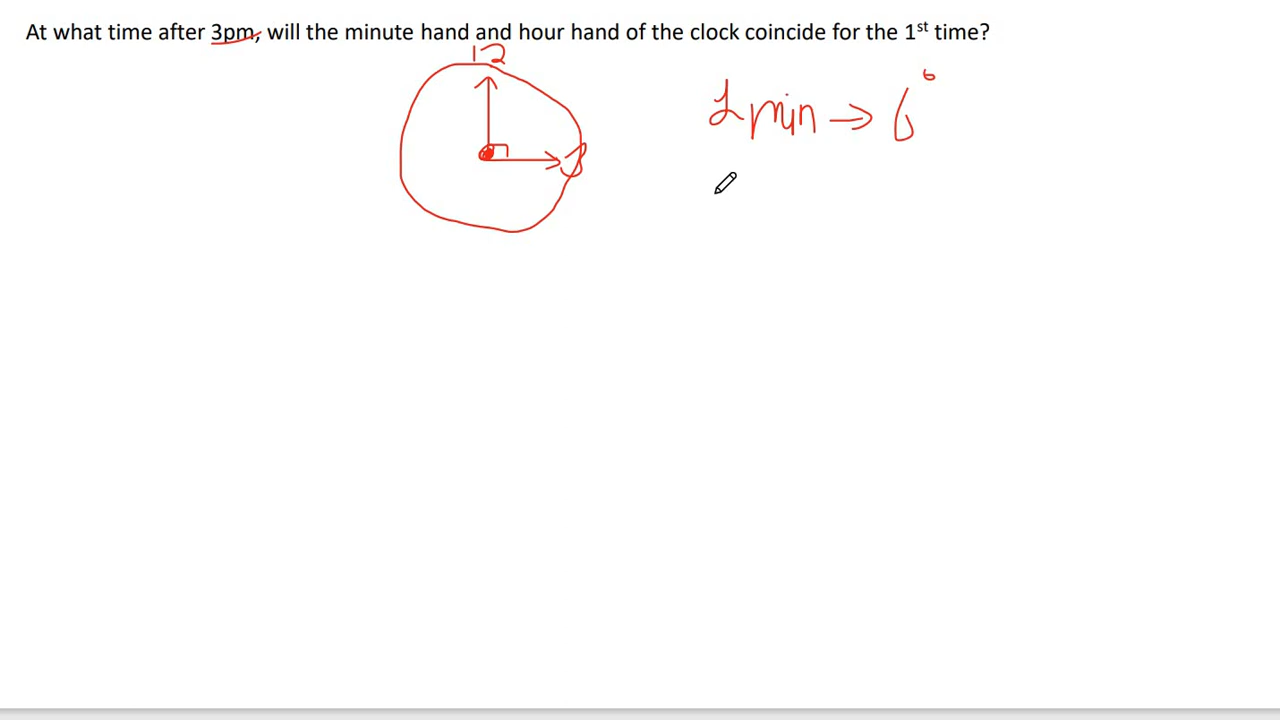 At what time after 3pm, will the minute hand and hour hand of the clock coincide for the 1st time?
12
1 min → 6°
3